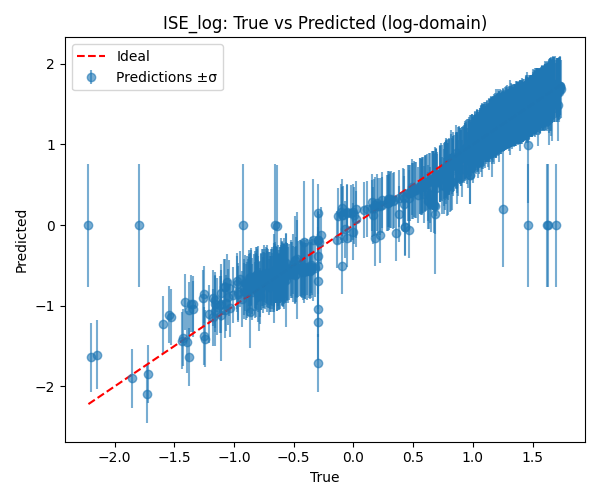 ISE_log: True vs Predicted (log-domain)
Ideal
Predictions ±σ
Predicted
2
1
0
−1
−2
−2.0 −1.5 −1.0 −0.5 0.0 0.5 1.0 1.5
True